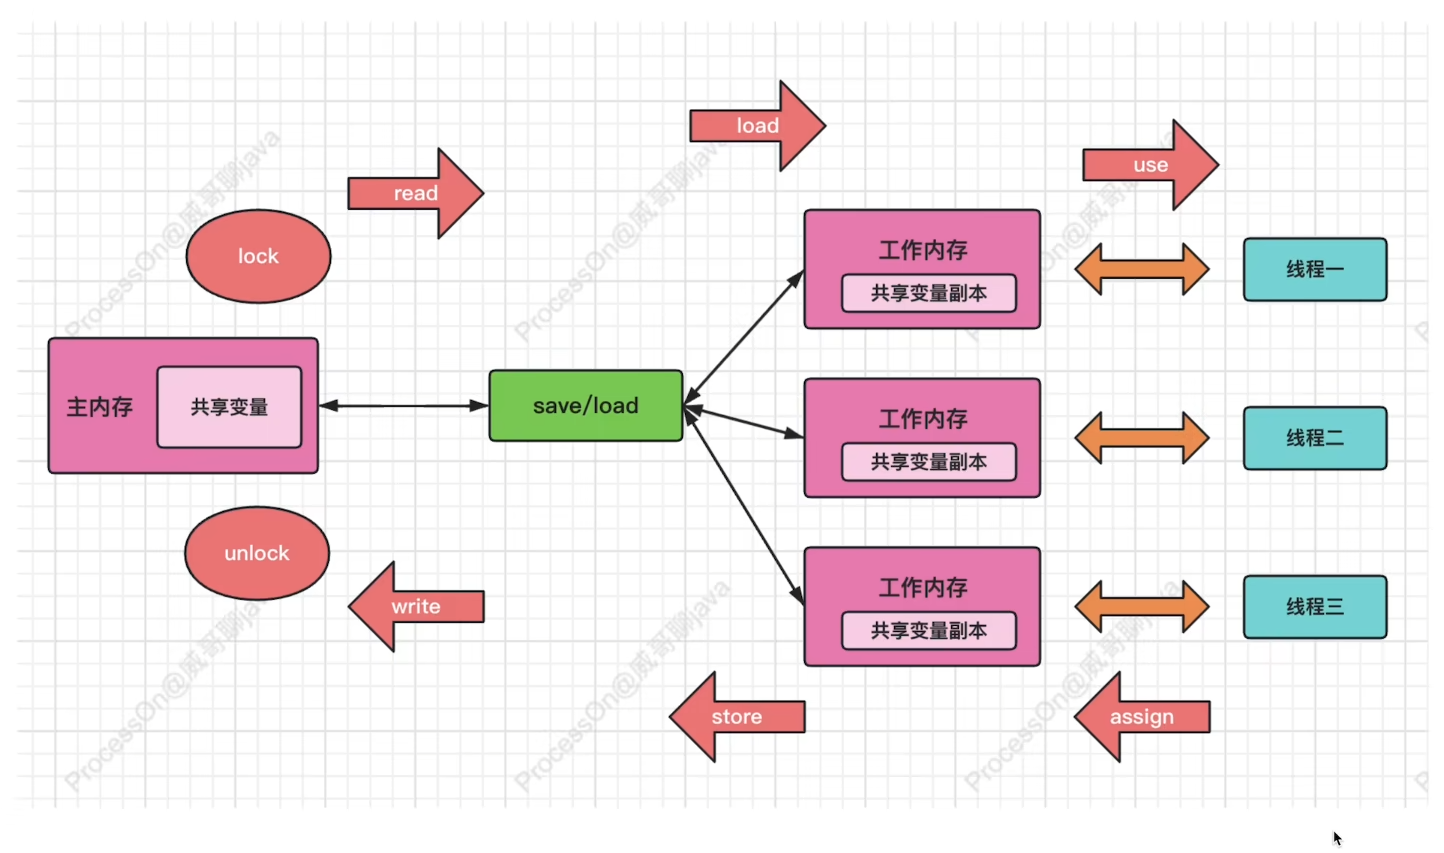 load
use
read
lock
工作内存
共享变量副本
线程一
主内存
共享变量
save/load
工作内存
共享变量副本
线程二
unlock
write
工作内存
共享变量副本
线程三
store
assign
ProcessOn@威哥聊java
ProcessOn@威哥聊java
ProcessOn@威哥聊java
ProcessOn@威哥聊java
ProcessOn@威哥聊java
ProcessOn@威哥聊java